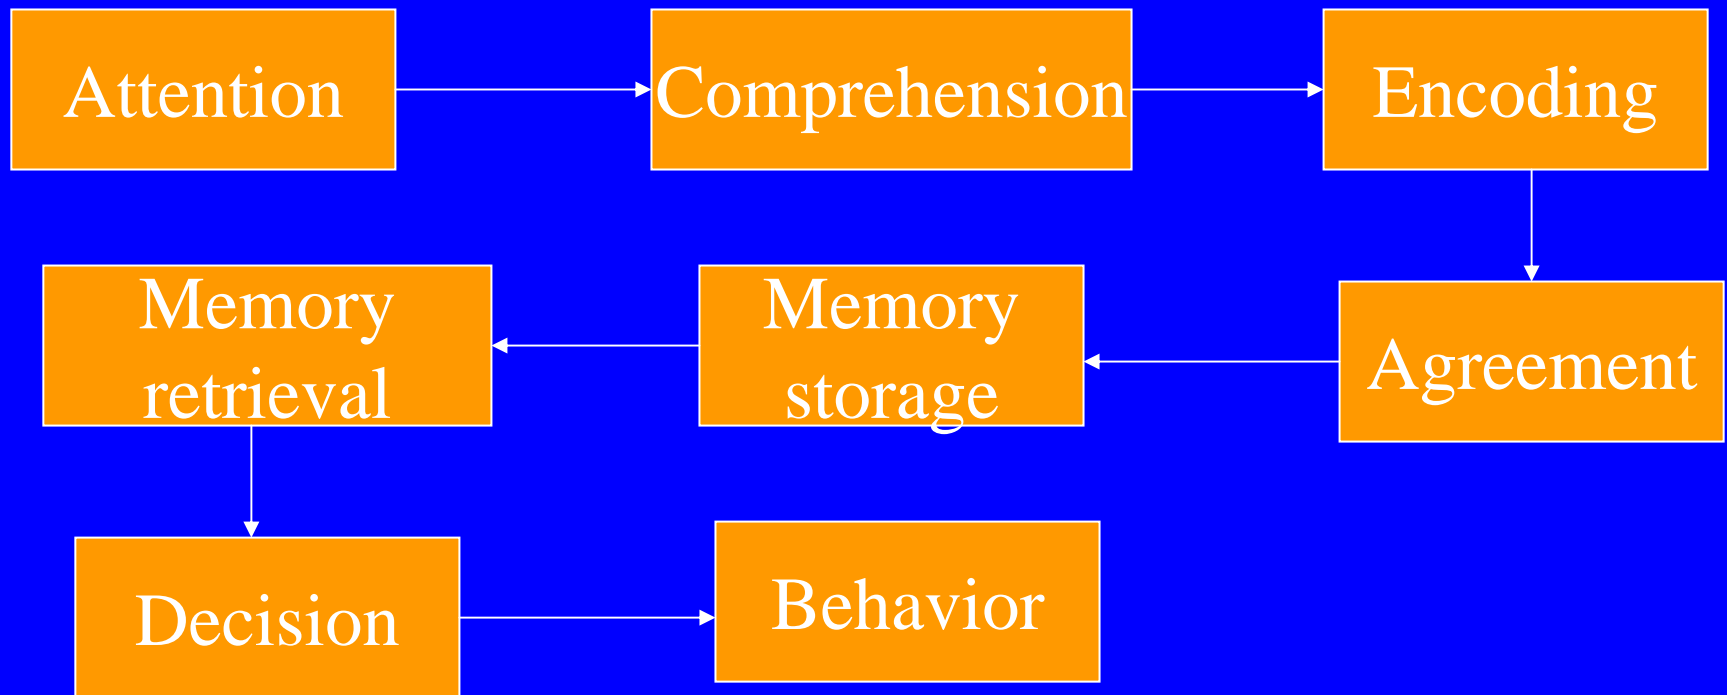 Attention
Comprehension
Encoding
Memory
retrieval
Memory
storage
Agreement
Decision
Behavior